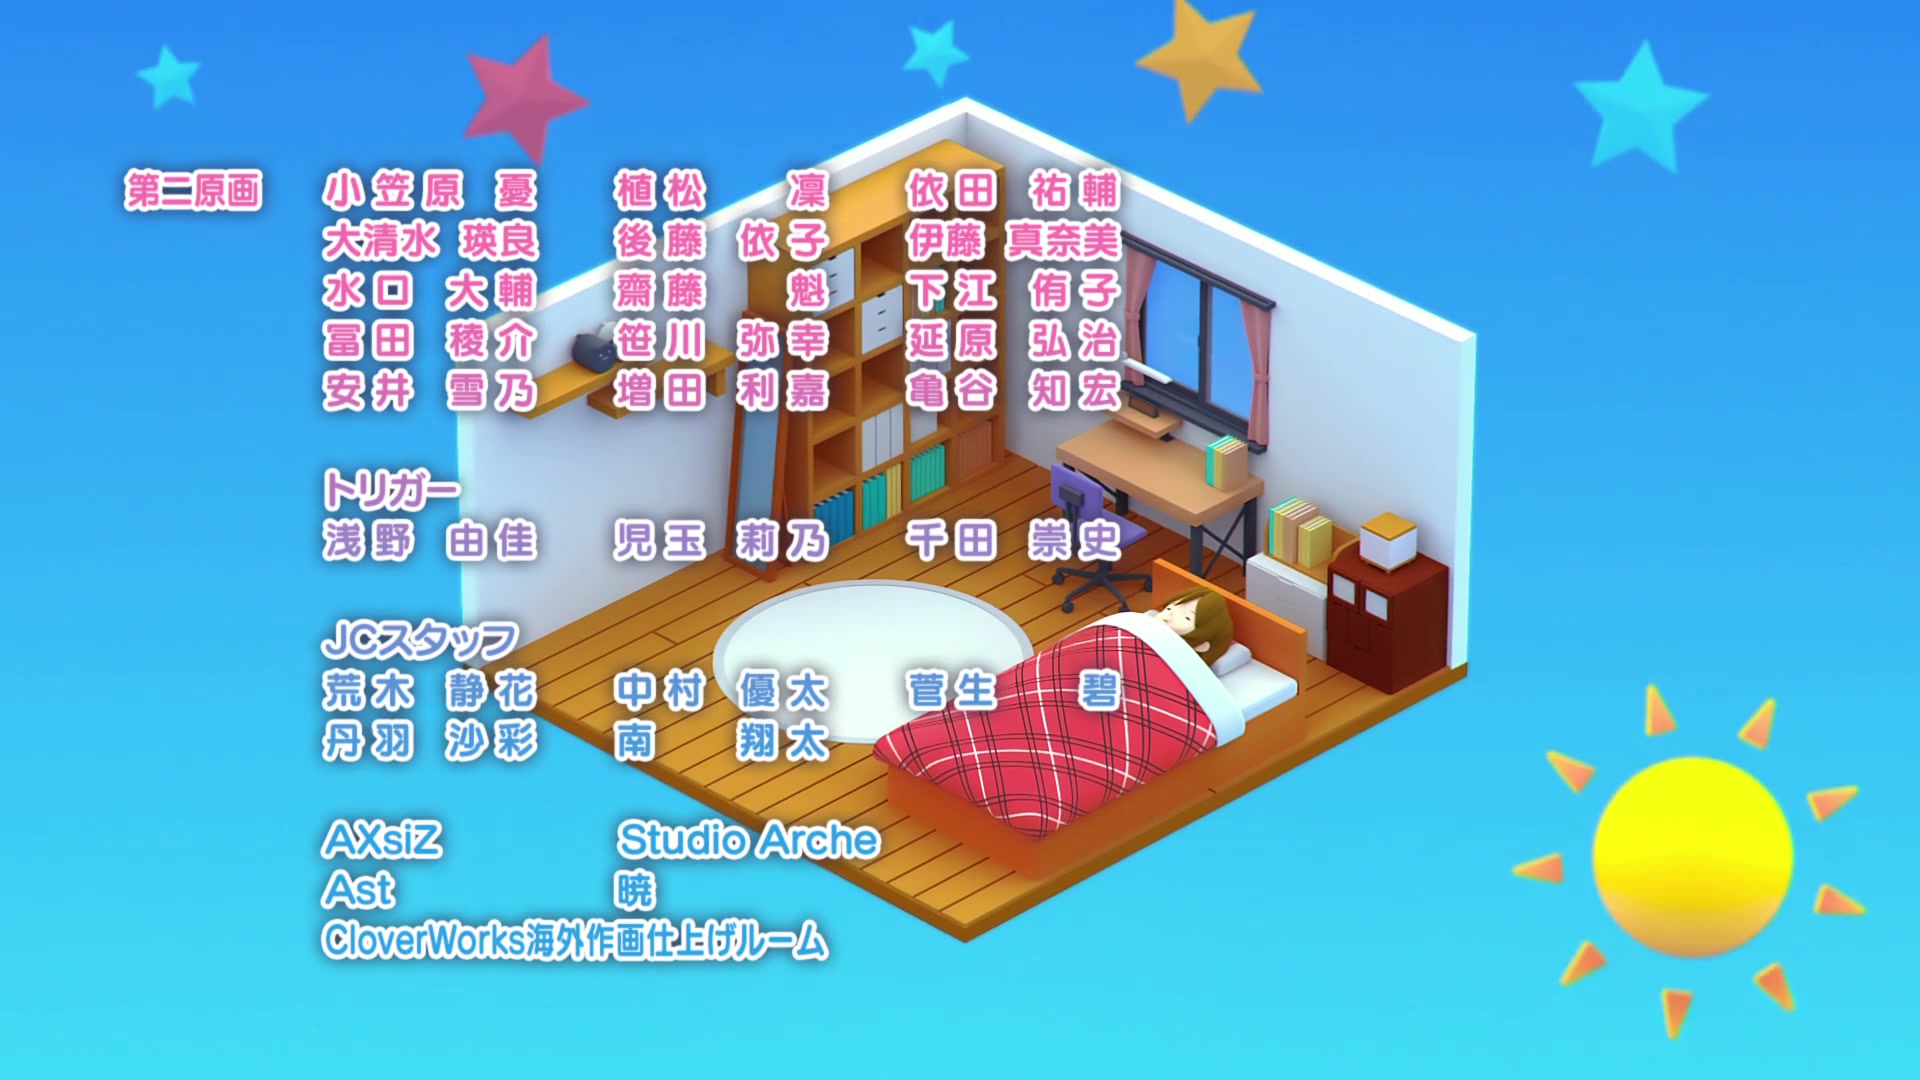 第二原画 小笠原 憂 植松 凜 依田 祐輔
大清水 瑛良 後藤 依子 伊藤 真奈美
水口 大輔 齋藤 魁 下江 侑子
冨田 稜介 笹川 弥幸 延原 弘治
安井 雪乃 増田 利嘉 亀谷 知宏
トリガー
浅野 由佳 児玉 莉乃 千田 崇史
JCスタッフ
荒木 静花 中村 優太 菅生 碧
丹羽 沙彩 南 翔太
AXsiZ Studio Arche
Ast 暁
CloverWorks海外作画仕上げルーム